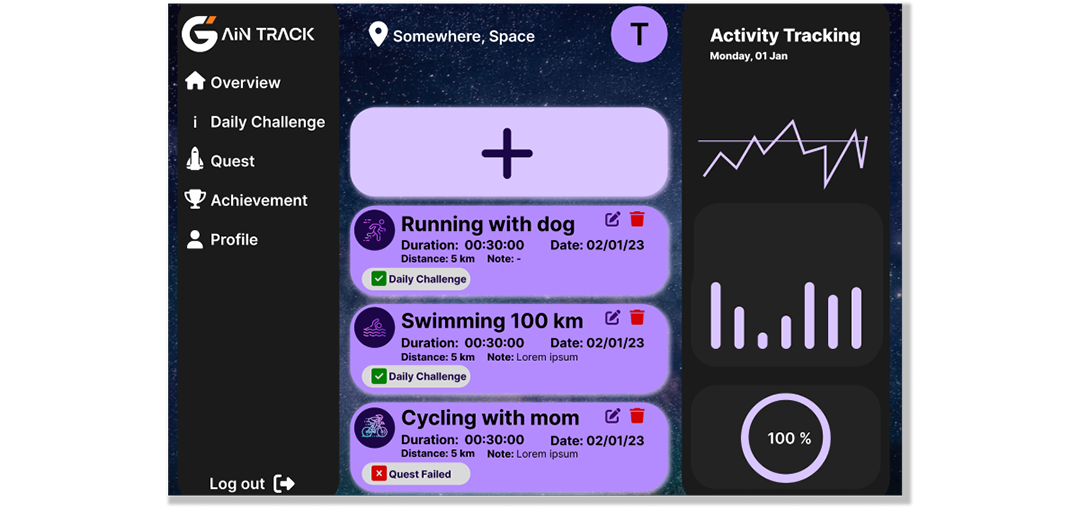 GAiN TRACK
Overview
i Daily Challenge
Quest
Achievement
Profile
Log out
Somewhere, Space
T
Running with dog
Duration: 00:30:00 Date: 02/01/23
Distance: 5 km Note: -
Daily Challenge
Swimming 100 km
Duration: 00:30:00 Date: 02/01/23
Distance: 5 km Note: Lorem ipsum
Daily Challenge
Cycling with mom
Duration: 00:30:00 Date: 02/01/23
Distance: 5 km Note: Lorem ipsum
Quest Failed
Activity Tracking
Monday, 01 Jan
100 %